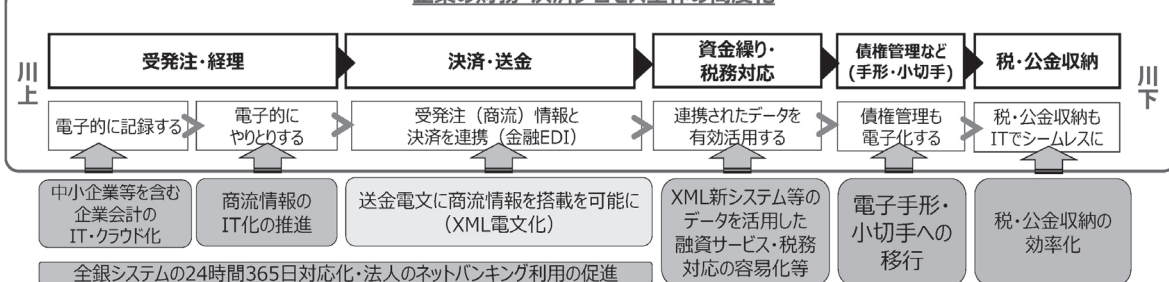 受発注・経理
決済・送金
資金繰り・
税務対応
債権管理など
(手形・小切手)
税・公金収納
川上
川下
電子的に記録する
電子的に
やりとりする
受発注（商流）情報と
決済を連携（金融EDI）
連携されたデータを
有効活用する
債権管理も
電子化する
税・公金収納も
ITでシームレスに
中小企業等を含む
企業会計の
IT・クラウド化
商流情報の
IT化の推進
送金電文に商流情報を搭載を可能に
（XML電文化）
XML新システム等の
データを活用した
融資サービス・税務
対応の容易化等
電子手形・
小切手への
移行
税・公金収納の
効率化
全銀システムの24時間365日対応化・法人のネットバンキング利用の促進